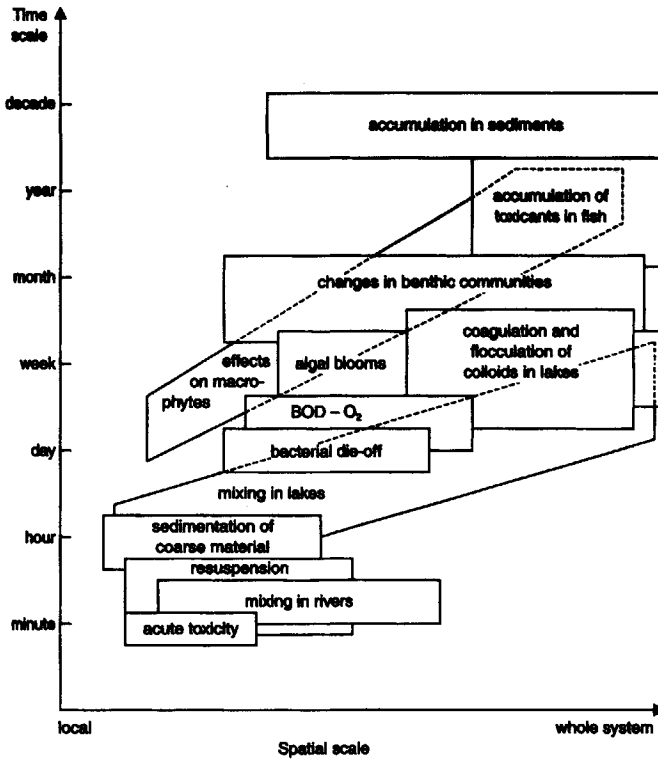 Time
scale
decade
accumulation in sediments
year
accumulation of
toxicants in fish
month
changes in benthic communities
coagulation and
flocculation of
colloids in lakes
week
effects
on macro-
phytes
algal blooms
BOD – O₂
day
bacterial die-off
mixing in lakes
hour
sedimentation of
coarse material
resuspension
mixing in rivers
minute
acute toxicity
local
whole system
Spatial scale